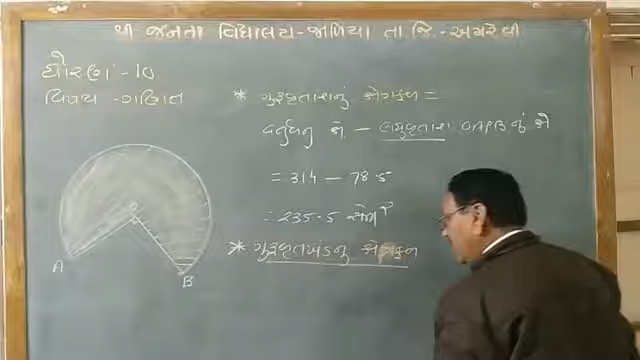 શ્રી જનતા વિદ્યાલય-જાળિયા તા.જિ.-અમરેલી
ધોરણ - 10
વિષય - ગણિત
* ગુરુવૃતાંશનું ક્ષેત્રફળ =
વર્તુળનું ક્ષે. - લઘુવૃતાંશ OAPB નું ક્ષે
= 314 - 78.5
= 235.5 સેમી²
* ગુરુવૃતખંડનું ક્ષેત્રફળ
O
A
B